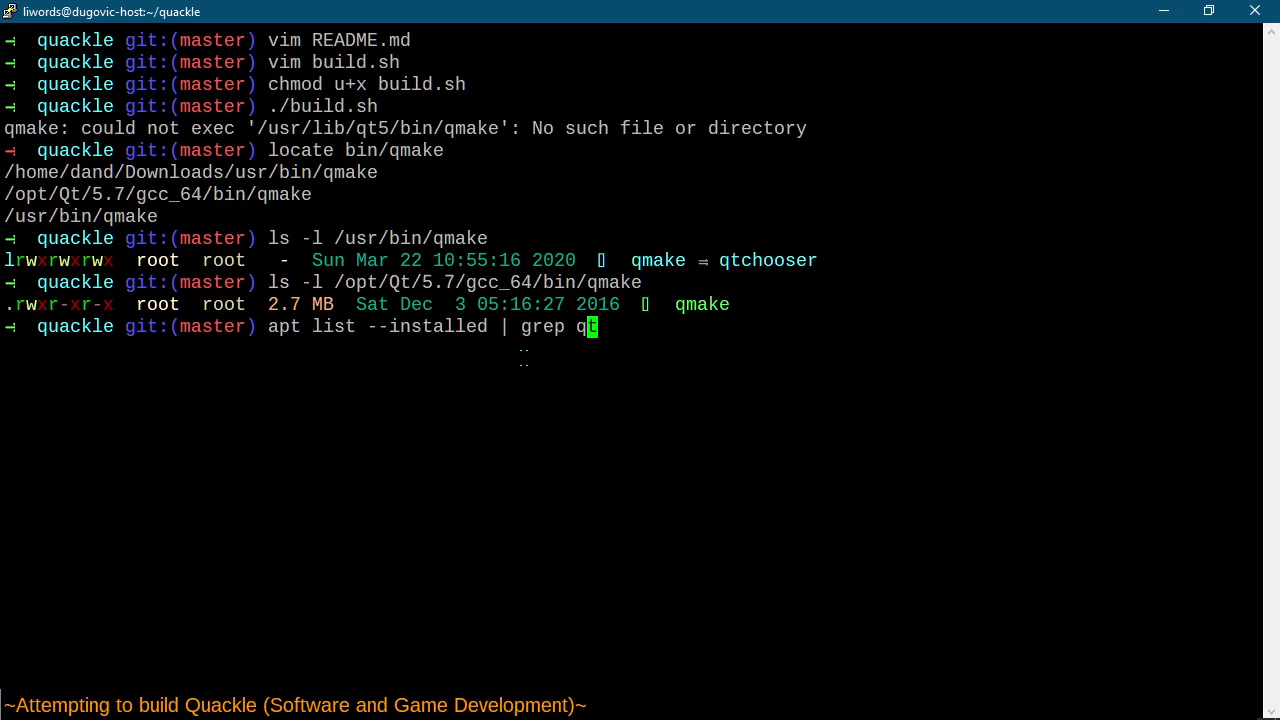 liwords@dugovic-host:~/quackle
→ quackle git:(master) vim README.md
→ quackle git:(master) vim build.sh
→ quackle git:(master) chmod u+x build.sh
→ quackle git:(master) ./build.sh
qmake: could not exec '/usr/lib/qt5/bin/qmake': No such file or directory
→ quackle git:(master) locate bin/qmake
/home/dand/Downloads/usr/bin/qmake
/opt/Qt/5.7/gcc_64/bin/qmake
/usr/bin/qmake
→ quackle git:(master) ls -l /usr/bin/qmake
lrwxrwxrwx root root - Sun Mar 22 10:55:16 2020 ▯ qmake ⇒ qtchooser
→ quackle git:(master) ls -l /opt/Qt/5.7/gcc_64/bin/qmake
.rwxr-xr-x root root 2.7 MB Sat Dec 3 05:16:27 2016 ▯ qmake
→ quackle git:(master) apt list --installed | grep qt
~Attempting to build Quackle (Software and Game Development)~